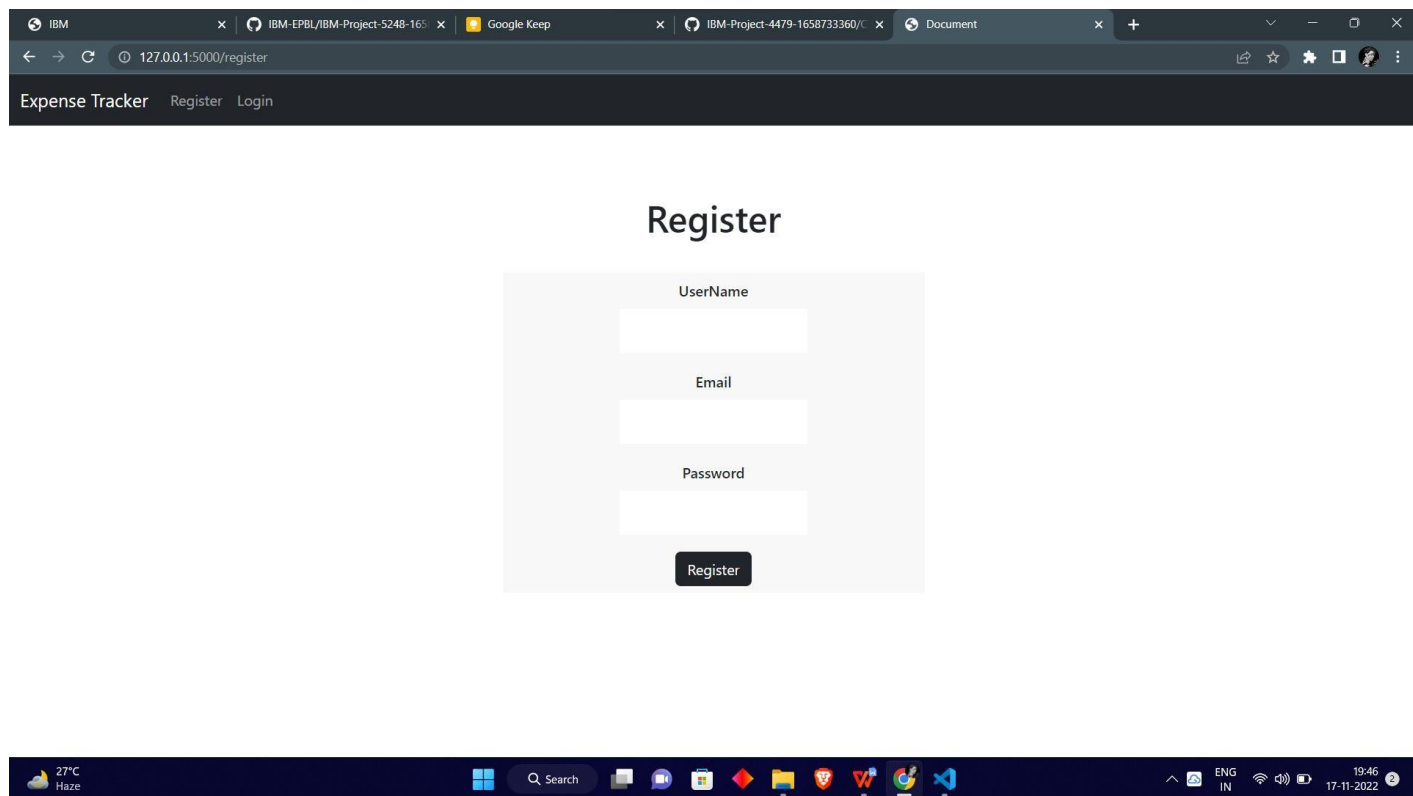 IBM
IBM-EPBL/IBM-Project-5248-165
Google Keep
IBM-Project-4479-1658733360/C
Document
127.0.0.1:5000/register
Expense Tracker Register Login
Register
UserName
Email
Password
Register
27°C
Haze
Search
ENG
IN
19:46
17-11-2022
2